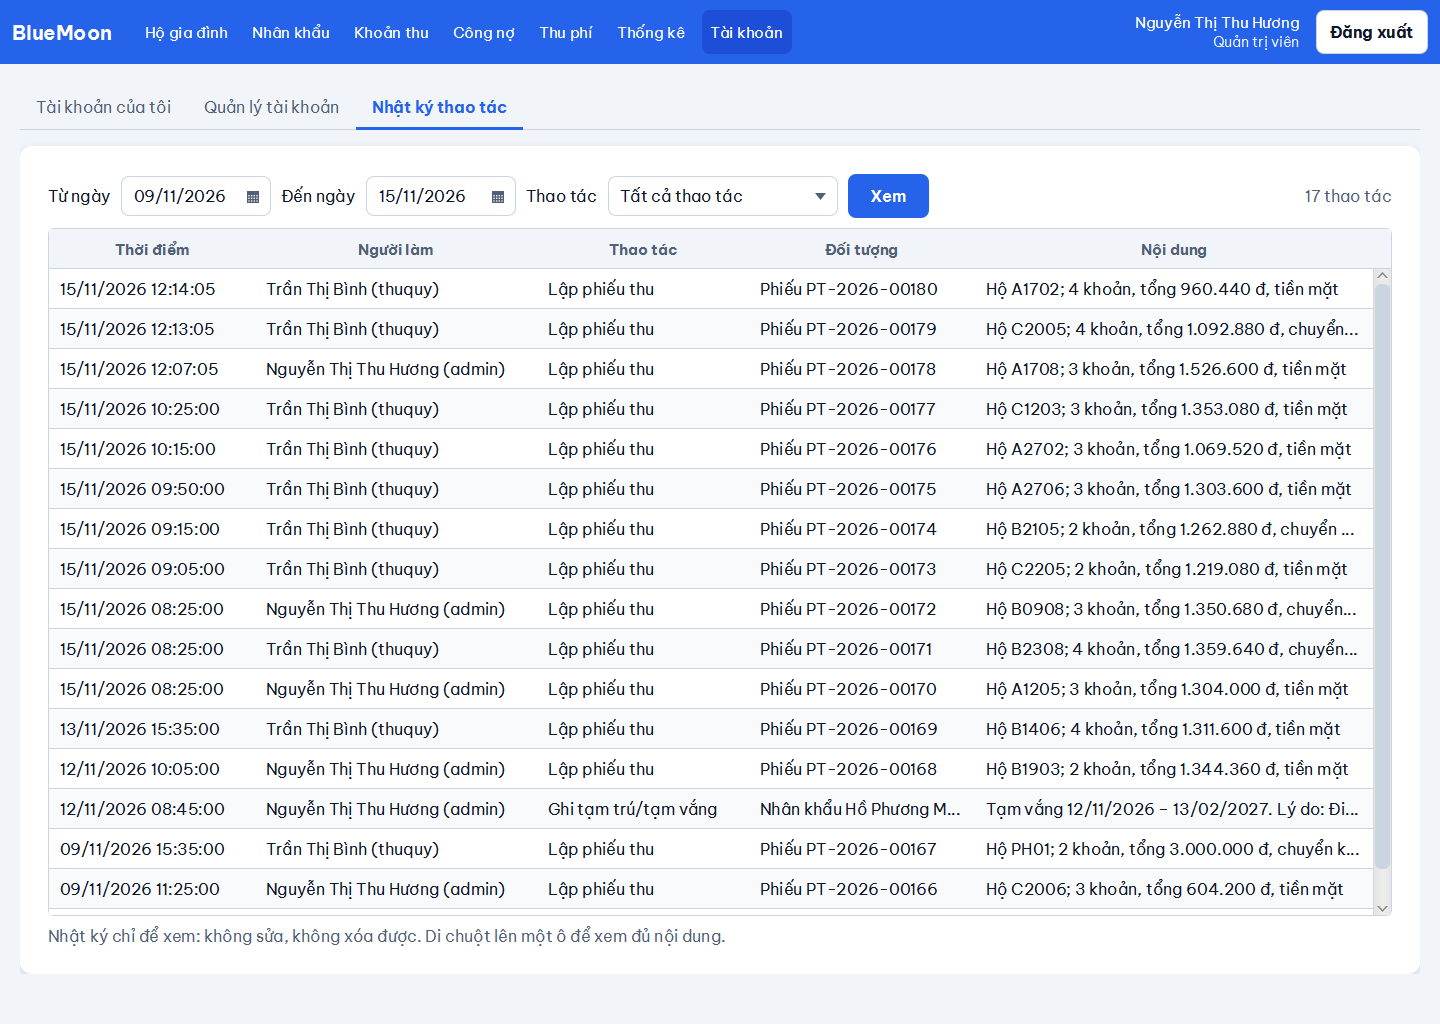 BlueMoon Hộ gia đình Nhân khẩu Khoản thu Công nợ Thu phí Thống kê Tài khoản Nguyễn Thị Thu Hương Đăng xuất
Quản trị viên
Tài khoản của tôi Quản lý tài khoản Nhật ký thao tác
Từ ngày 09/11/2026 Đến ngày 15/11/2026 Thao tác Tất cả thao tác Xem 17 thao tác
Thời điểm Người làm Thao tác Đối tượng Nội dung
15/11/2026 12:14:05 Trần Thị Bình (thuquy) Lập phiếu thu Phiếu PT-2026-00180 Hộ A1702; 4 khoản, tổng 960.440 đ, tiền mặt
15/11/2026 12:13:05 Trần Thị Bình (thuquy) Lập phiếu thu Phiếu PT-2026-00179 Hộ C2005; 4 khoản, tổng 1.092.880 đ, chuyển...
15/11/2026 12:07:05 Nguyễn Thị Thu Hương (admin) Lập phiếu thu Phiếu PT-2026-00178 Hộ A1708; 3 khoản, tổng 1.526.600 đ, tiền mặt
15/11/2026 10:25:00 Trần Thị Bình (thuquy) Lập phiếu thu Phiếu PT-2026-00177 Hộ C1203; 3 khoản, tổng 1.353.080 đ, tiền mặt
15/11/2026 10:15:00 Trần Thị Bình (thuquy) Lập phiếu thu Phiếu PT-2026-00176 Hộ A2702; 3 khoản, tổng 1.069.520 đ, tiền mặt
15/11/2026 09:50:00 Trần Thị Bình (thuquy) Lập phiếu thu Phiếu PT-2026-00175 Hộ A2706; 3 khoản, tổng 1.303.600 đ, tiền mặt
15/11/2026 09:15:00 Trần Thị Bình (thuquy) Lập phiếu thu Phiếu PT-2026-00174 Hộ B2105; 2 khoản, tổng 1.262.880 đ, chuyển ...
15/11/2026 09:05:00 Trần Thị Bình (thuquy) Lập phiếu thu Phiếu PT-2026-00173 Hộ C2205; 2 khoản, tổng 1.219.080 đ, tiền mặt
15/11/2026 08:25:00 Nguyễn Thị Thu Hương (admin) Lập phiếu thu Phiếu PT-2026-00172 Hộ B0908; 3 khoản, tổng 1.350.680 đ, chuyển...
15/11/2026 08:25:00 Trần Thị Bình (thuquy) Lập phiếu thu Phiếu PT-2026-00171 Hộ B2308; 4 khoản, tổng 1.359.640 đ, chuyển...
15/11/2026 08:25:00 Nguyễn Thị Thu Hương (admin) Lập phiếu thu Phiếu PT-2026-00170 Hộ A1205; 3 khoản, tổng 1.304.000 đ, tiền mặt
13/11/2026 15:35:00 Trần Thị Bình (thuquy) Lập phiếu thu Phiếu PT-2026-00169 Hộ B1406; 4 khoản, tổng 1.311.600 đ, tiền mặt
12/11/2026 10:05:00 Nguyễn Thị Thu Hương (admin) Lập phiếu thu Phiếu PT-2026-00168 Hộ B1903; 2 khoản, tổng 1.344.360 đ, tiền mặt
12/11/2026 08:45:00 Nguyễn Thị Thu Hương (admin) Ghi tạm trú/tạm vắng Nhân khẩu Hồ Phương M... Tạm vắng 12/11/2026 – 13/02/2027. Lý do: Đi...
09/11/2026 15:35:00 Trần Thị Bình (thuquy) Lập phiếu thu Phiếu PT-2026-00167 Hộ PH01; 2 khoản, tổng 3.000.000 đ, chuyển k...
09/11/2026 11:25:00 Nguyễn Thị Thu Hương (admin) Lập phiếu thu Phiếu PT-2026-00166 Hộ C2006; 3 khoản, tổng 604.200 đ, tiền mặt
Nhật ký chỉ để xem: không sửa, không xóa được. Di chuột lên một ô để xem đủ nội dung.